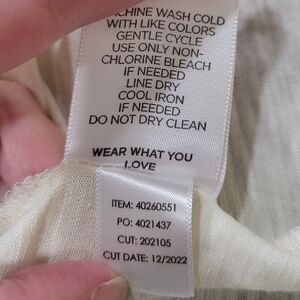 CHINE WASH COLD
WITH LIKE COLORS
GENTLE CYCLE
USE ONLY NON-
CHLORINE BLEACH
IF NEEDED
LINE DRY
COOL IRON
IF NEEDED
DO NOT DRY CLEAN
WEAR WHAT YOU
LOVE
ITEM: 40260551
PO: 4021437
CUT: 202105
CUT DATE: 12/2022